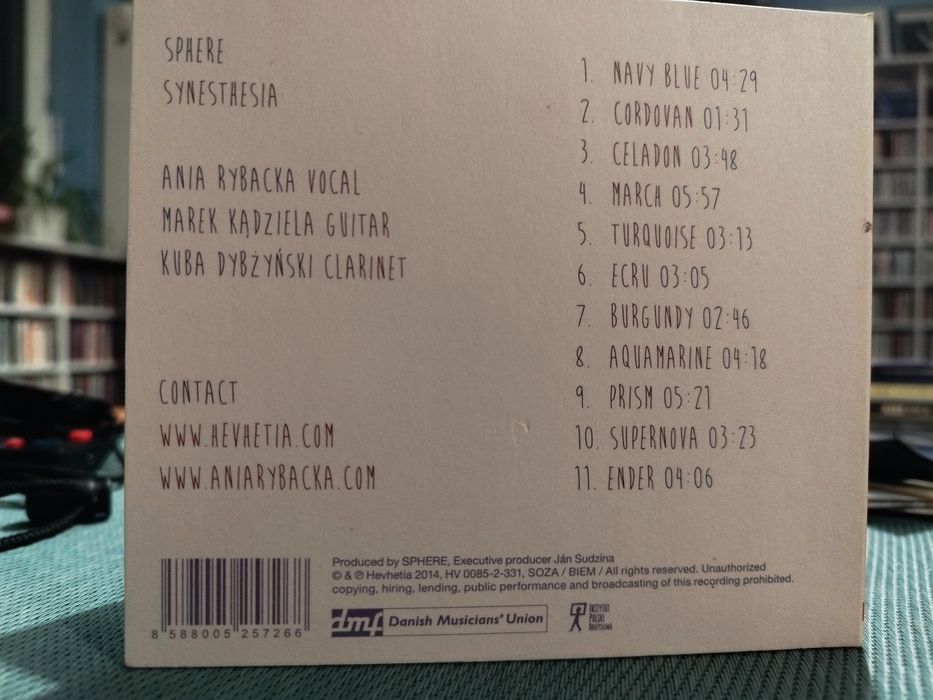 SPHERE
SYNESTHESIA
ANIA RYBACKA VOCAL
MAREK KĄDZIELA GUITAR
KUBA DYBŻYŃSKI CLARINET
CONTACT
WWW.HEVHETIA.COM
WWW.ANIARYBACKA.COM
1. NAVY BLUE 04:29
2. CORDOVAN 01:31
3. CELADON 03:48
4. MARCH 05:57
5. TURQUOISE 03:13
6. ECRU 03:05
7. BURGUNDY 02:46
8. AQUAMARINE 04:18
9. PRISM 05:21
10. SUPERNOVA 03:23
11. ENDER 04:06
8 588005 257266
Produced by SPHERE, Executive producer Ján Sudzina
© & ℗ Hevhetia 2014, HV 0085-2-331, SOZA / BIEM / All rights reserved. Unauthorized
copying, hiring, lending, public performance and broadcasting of this recording prohibited.
dmf Danish Musicians' Union
INSTYTUT
POLSKI
BRATYSŁAWA